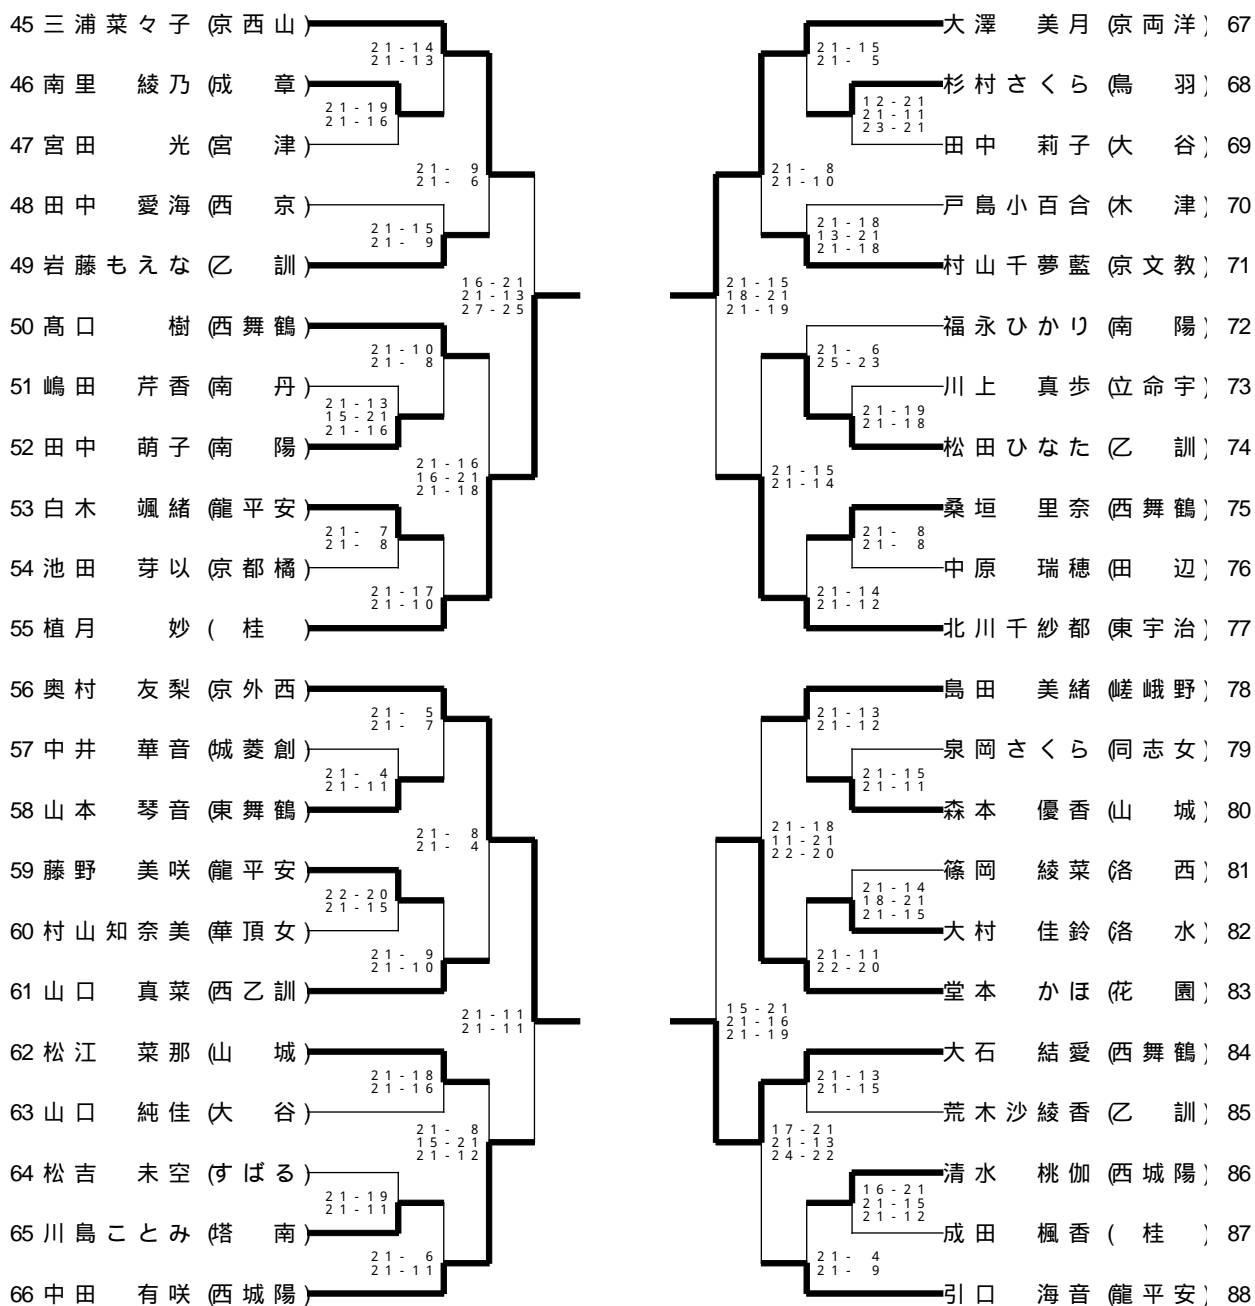 45 三浦菜々子 (京西山)
21-14
21-13
46 南里 綾乃 (成 章)
21-19
21-16
47 宮田 光 (宮 津)
21- 9
21- 6
48 田中 愛海 (西 京)
21-15
21- 9
49 岩藤もえな (乙 訓)
16-21
21-13
27-25
50 髙口 樹 (西舞鶴)
21-10
21- 8
51 嶋田 芹香 (南 丹)
21-13
15-21
21-16
52 田中 萌子 (南 陽)
21-16
16-21
21-18
53 白木 颯緒 (龍平安)
21- 7
21- 8
54 池田 芽以 (京都橘)
21-17
21-10
55 植月 妙 ( 桂 )
56 奥村 友梨 (京外西)
21- 5
21- 7
57 中井 華音 (城菱創)
21- 4
21-11
58 山本 琴音 (東舞鶴)
21- 8
21- 4
59 藤野 美咲 (龍平安)
22-20
21-15
60 村山知奈美 (華頂女)
21- 9
21-10
61 山口 真菜 (西乙訓)
21-11
21-11
62 松江 菜那 (山 城)
21-18
21-16
63 山口 純佳 (大 谷)
21- 8
15-21
21-12
64 松吉 未空 (すばる)
21-19
21-11
65 川島ことみ (塔 南)
21- 6
21-11
66 中田 有咲 (西城陽)
大澤 美月 (京両洋) 67
21-15
21- 5
杉村さくら (鳥 羽) 68
12-21
21-11
23-21
田中 莉子 (大 谷) 69
21- 8
21-10
戸島小百合 (木 津) 70
21-18
13-21
21-18
村山千夢藍 (京文教) 71
21-15
18-21
21-19
福永ひかり (南 陽) 72
21- 6
25-23
川上 真歩 (立命宇) 73
21-19
21-18
松田ひなた (乙 訓) 74
21-15
21-14
桑垣 里奈 (西舞鶴) 75
21- 8
21- 8
中原 瑞穂 (田 辺) 76
21-14
21-12
北川千紗都 (東宇治) 77
島田 美緒 (嵯峨野) 78
21-13
21-12
泉岡さくら (同志女) 79
21-15
21-11
森本 優香 (山 城) 80
21-18
11-21
22-20
篠岡 綾菜 (洛 西) 81
21-14
18-21
21-15
大村 佳鈴 (洛 水) 82
21-11
22-20
堂本 かほ (花 園) 83
15-21
21-16
21-19
大石 結愛 (西舞鶴) 84
21-13
21-15
荒木沙綾香 (乙 訓) 85
17-21
21-13
24-22
清水 桃伽 (西城陽) 86
16-21
21-15
21-12
成田 楓香 ( 桂 ) 87
21- 4
21- 9
引口 海音 (龍平安) 88